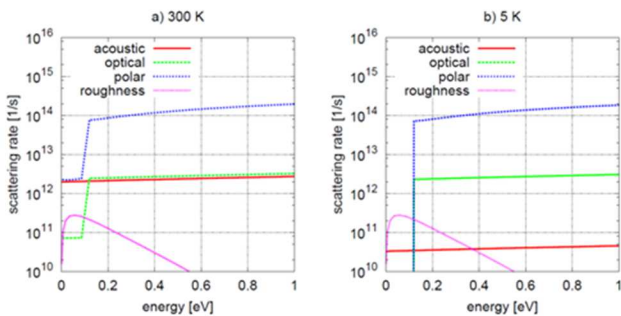 a) 300 K
10^16
10^15
10^14
10^13
10^12
10^11
10^10
scattering rate [1/s]
acoustic
optical
polar
roughness
0 0.2 0.4 0.6 0.8 1
energy [eV]
b) 5 K
10^16
10^15
10^14
10^13
10^12
10^11
10^10
scattering rate [1/s]
acoustic
optical
polar
roughness
0 0.2 0.4 0.6 0.8 1
energy [eV]